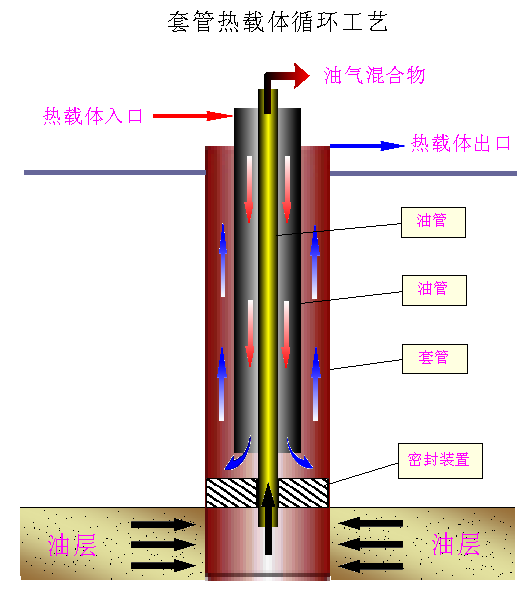 套管热载体循环工艺
油气混合物
热载体入口
热载体出口
油管
油管
套管
密封装置
油层
油层